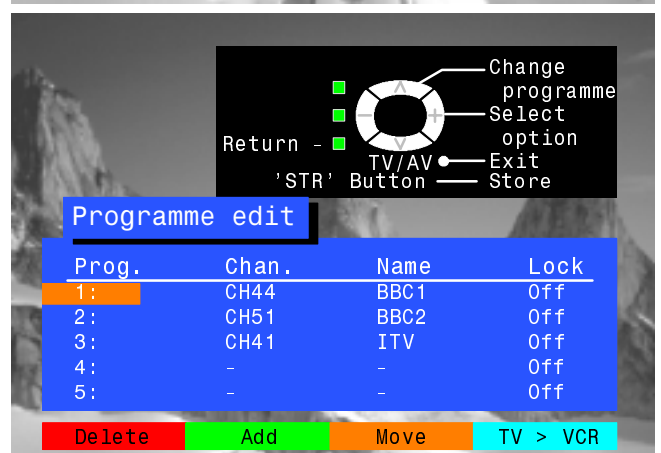 Change
programme
Select
option
Return -
TV/AV Exit
'STR' Button Store
Programme edit
Prog. Chan. Name Lock
1: CH44 BBC1 Off
2: CH51 BBC2 Off
3: CH41 ITV Off
4: - - Off
5: - - Off
Delete Add Move TV > VCR